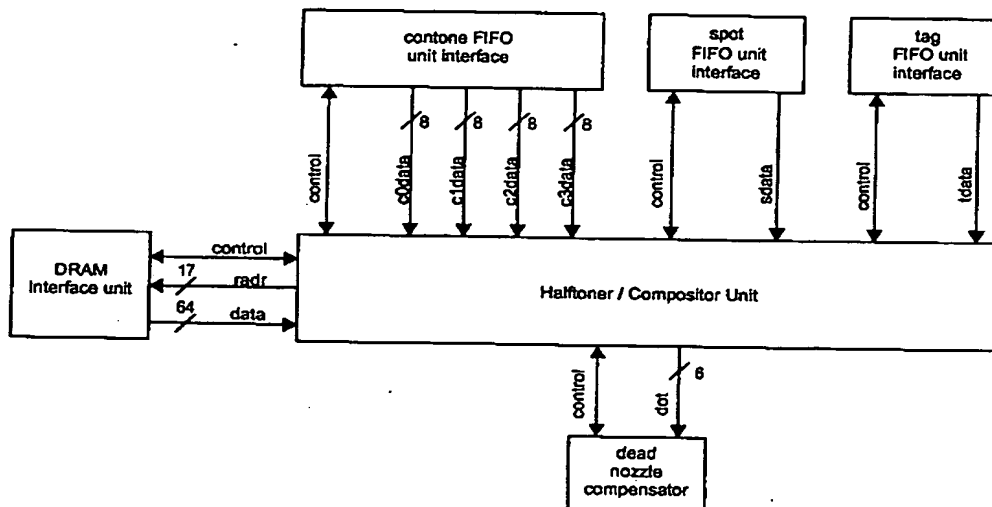 contone FIFO
unit interface
spot
FIFO unit
interface
tag
FIFO unit
interface
8
8
8
8
control
c0data
c1data
c2data
c3data
control
sdata
control
tdata
DRAM
Interface unit
control
17
radr
64
data
Halftoner / Compositor Unit
control
dot
6
dead
nozzle
compensator